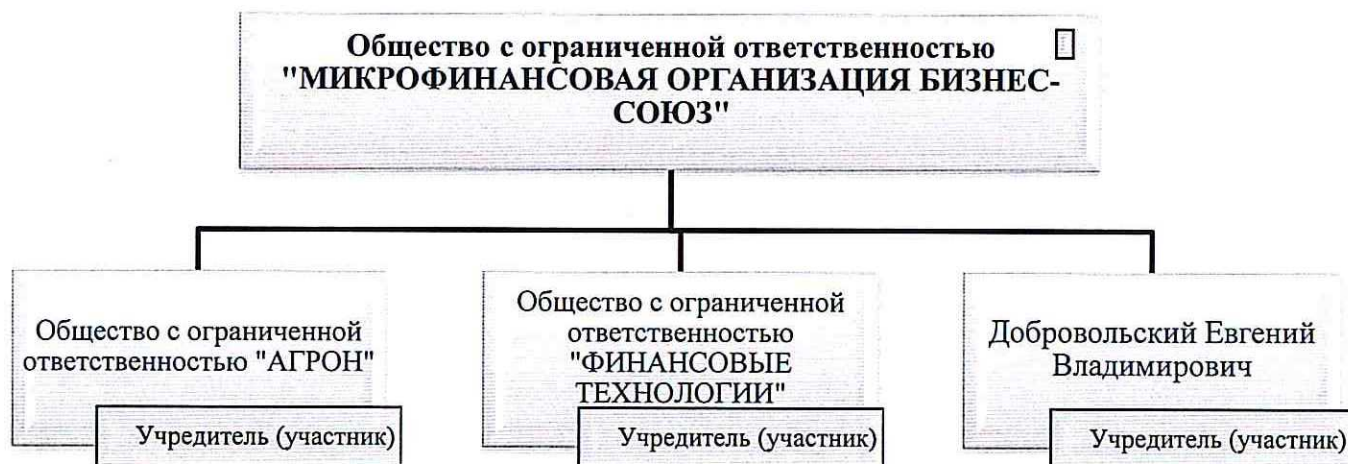 Общество с ограниченной ответственностью
"МИКРОФИНАНСОВАЯ ОРГАНИЗАЦИЯ БИЗНЕС-
СОЮЗ"
Общество с ограниченной
ответственностью "АГРОН"
Учредитель (участник)
Общество с ограниченной
ответственностью
"ФИНАНСОВЫЕ
ТЕХНОЛОГИИ"
Учредитель (участник)
Добровольский Евгений
Владимирович
Учредитель (участник)